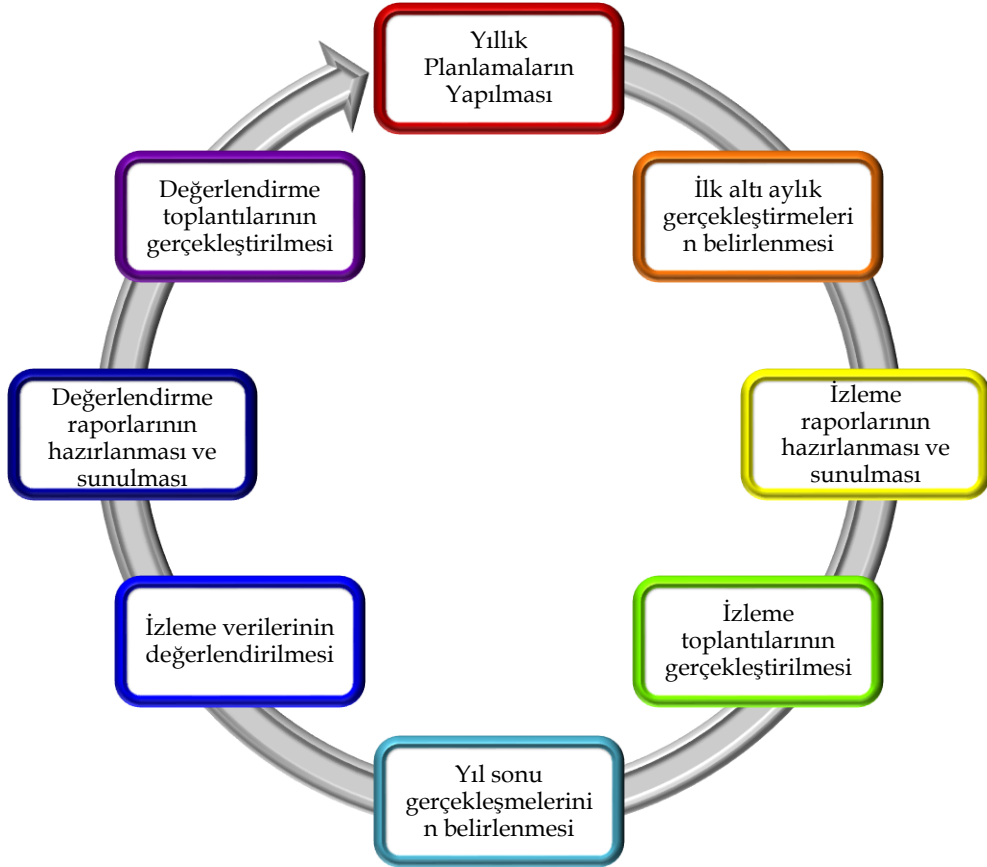 Yıllık
Planlamaların
Yapılması
İlk altı aylık
gerçekleştirmeleri
n belirlenmesi
İzleme
raporlarının
hazırlanması ve
sunulması
İzleme
toplantılarının
gerçekleştirilmesi
Yıl sonu
gerçekleşmelerini
n belirlenmesi
İzleme verilerinin
değerlendirilmesi
Değerlendirme
raporlarının
hazırlanması ve
sunulması
Değerlendirme
toplantılarının
gerçekleştirilmesi